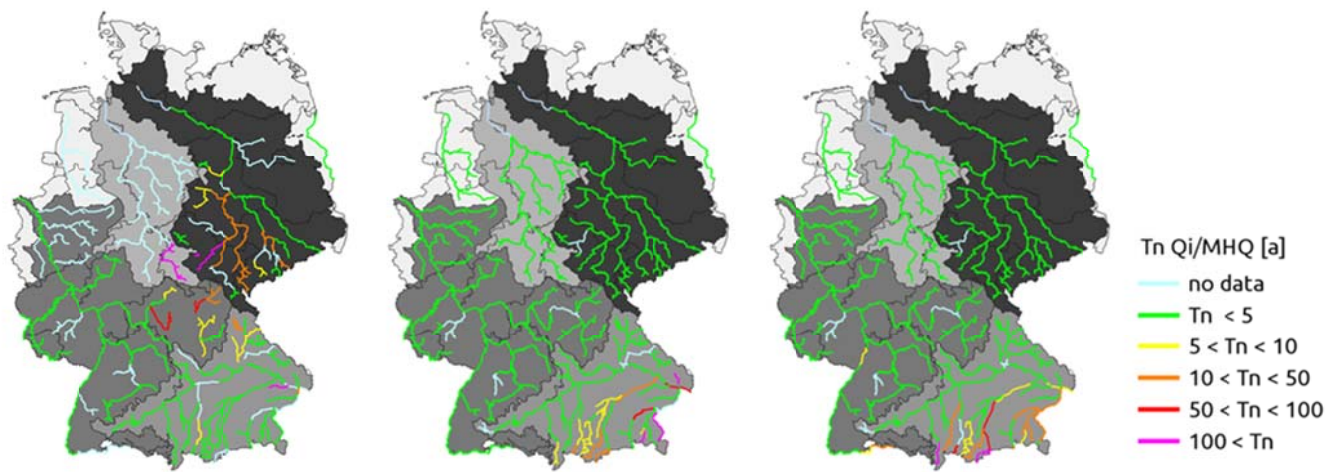 Tn Qi/MHQ [a]
no data
Tn < 5
5 < Tn < 10
10 < Tn < 50
50 < Tn < 100
100 < Tn